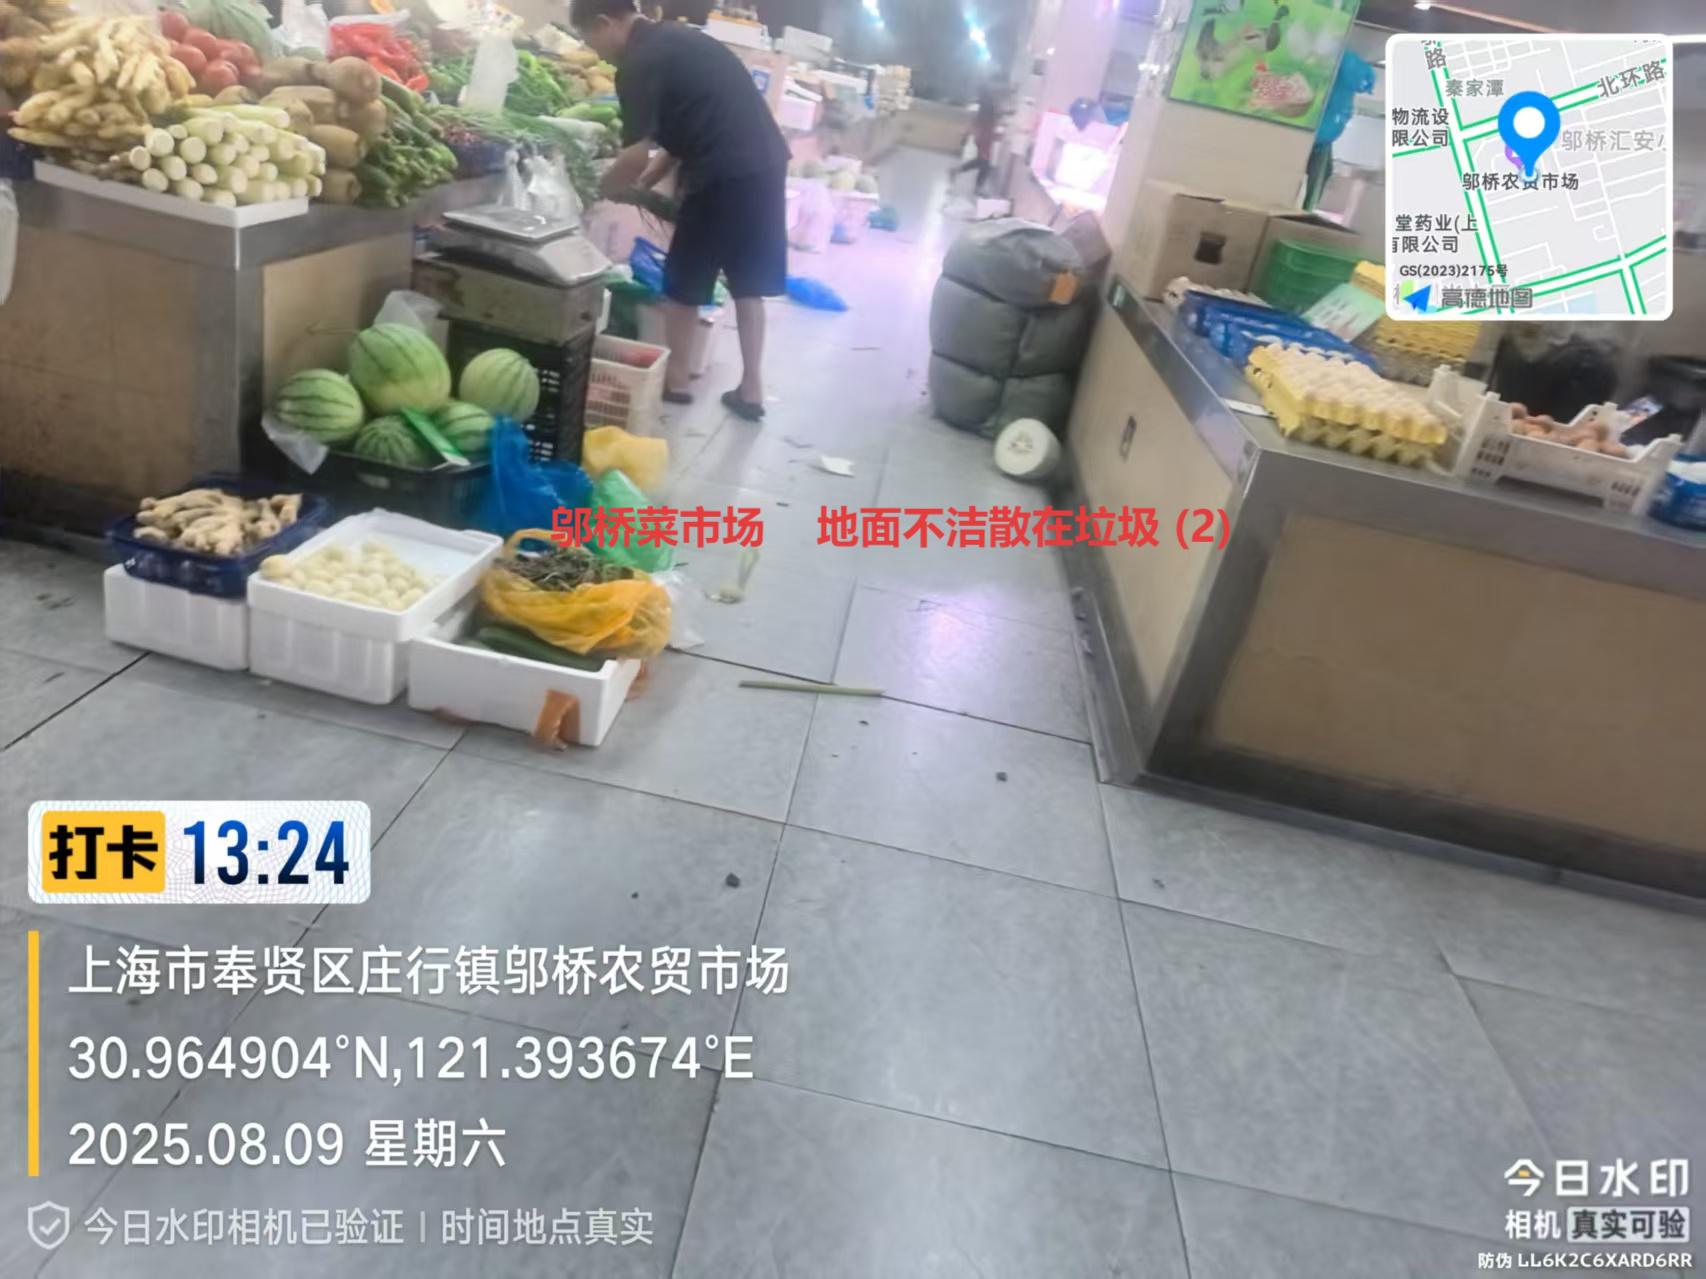 路
秦家潭
北环路
物流设
限公司
邬桥汇安小
邬桥农贸市场
堂药业(上
有限公司
GS(2023)2175号
高德地图
邬桥菜市场 地面不洁散在垃圾 (2)
打卡 13:24
上海市奉贤区庄行镇邬桥农贸市场
30.964904°N,121.393674°E
2025.08.09 星期六
今日水印相机已验证 | 时间地点真实
今日水印
相机 真实可验
防伪 LL6K2C6XARD6RR